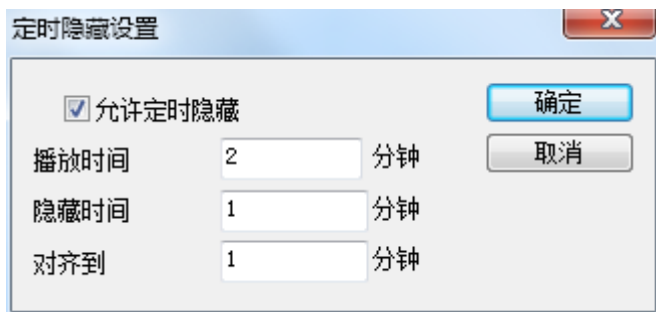 定时隐藏设置
允许定时隐藏
确定
播放时间 2 分钟
取消
隐藏时间 1 分钟
对齐到 1 分钟